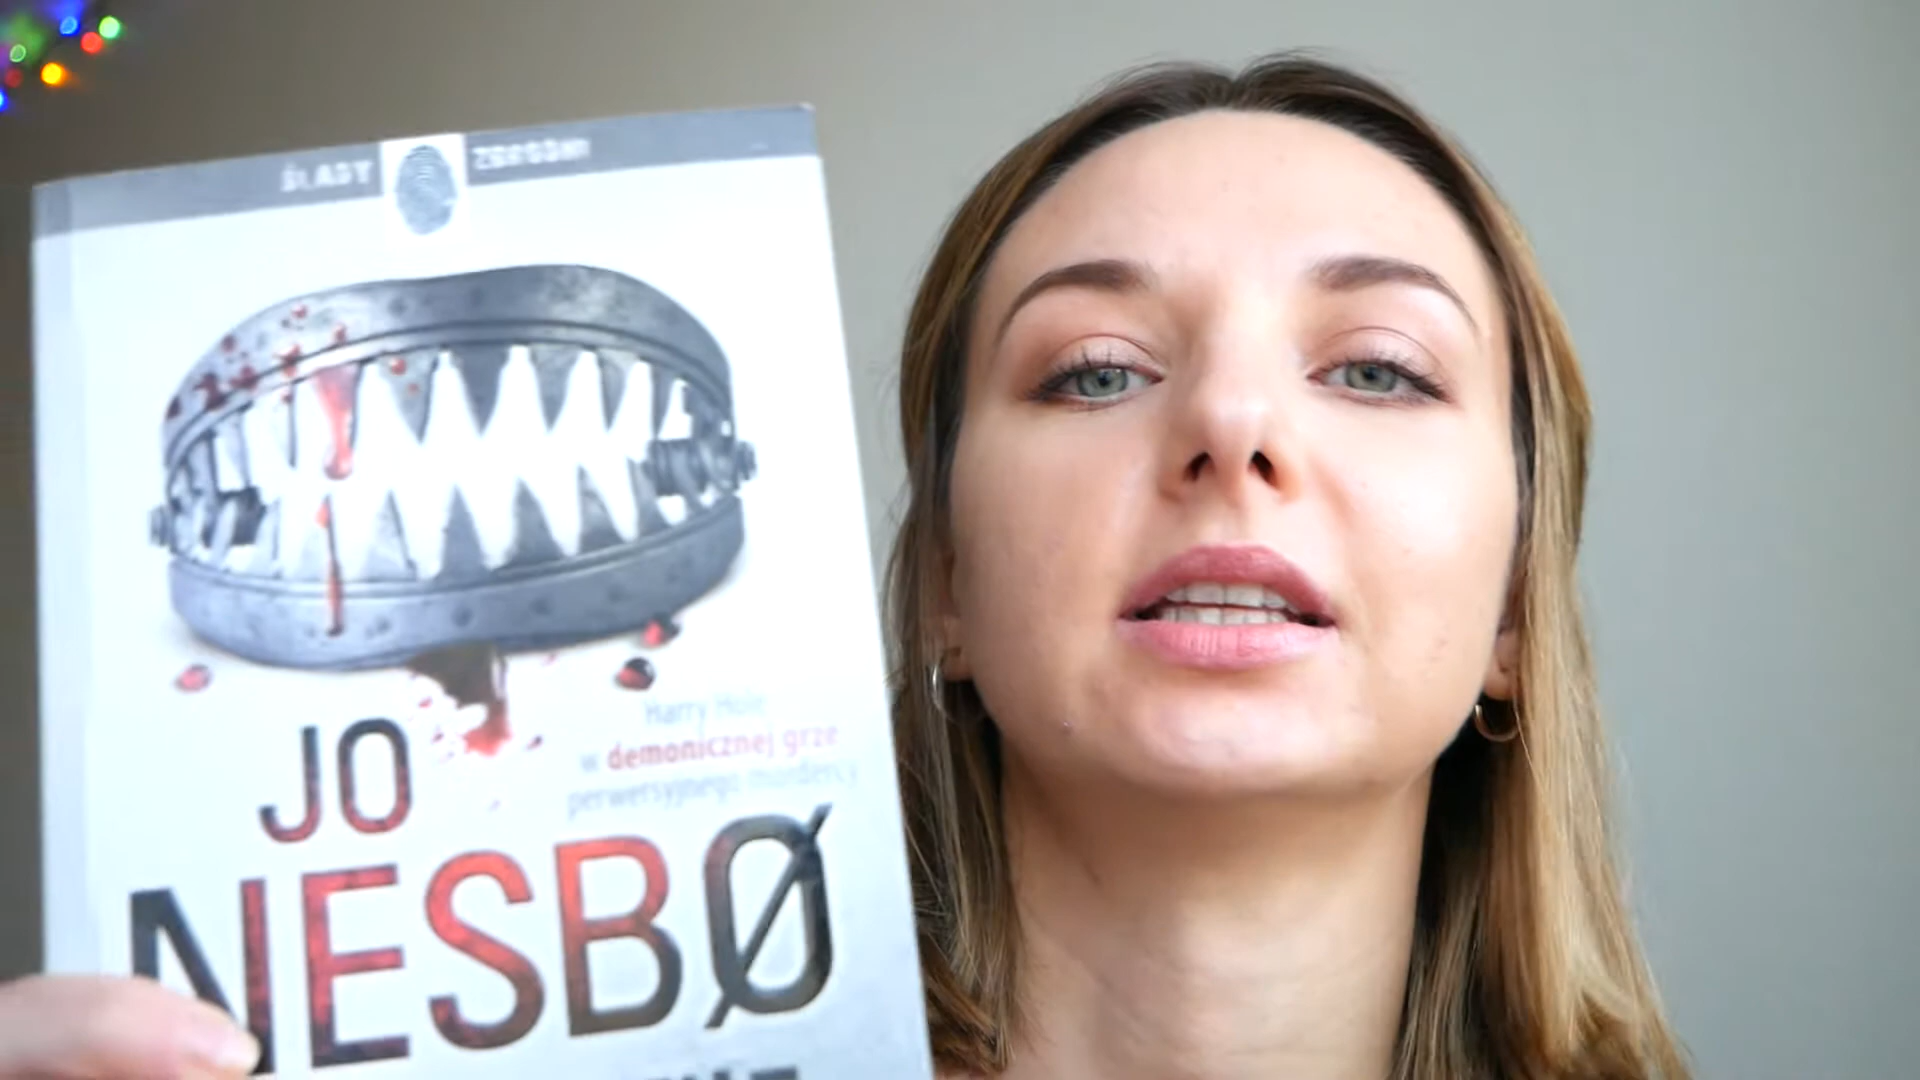 ŚLADY ZBRODNI
Harry Hole
w demonicznej grze
perwersyjnego mordercy
JO
NESBØ